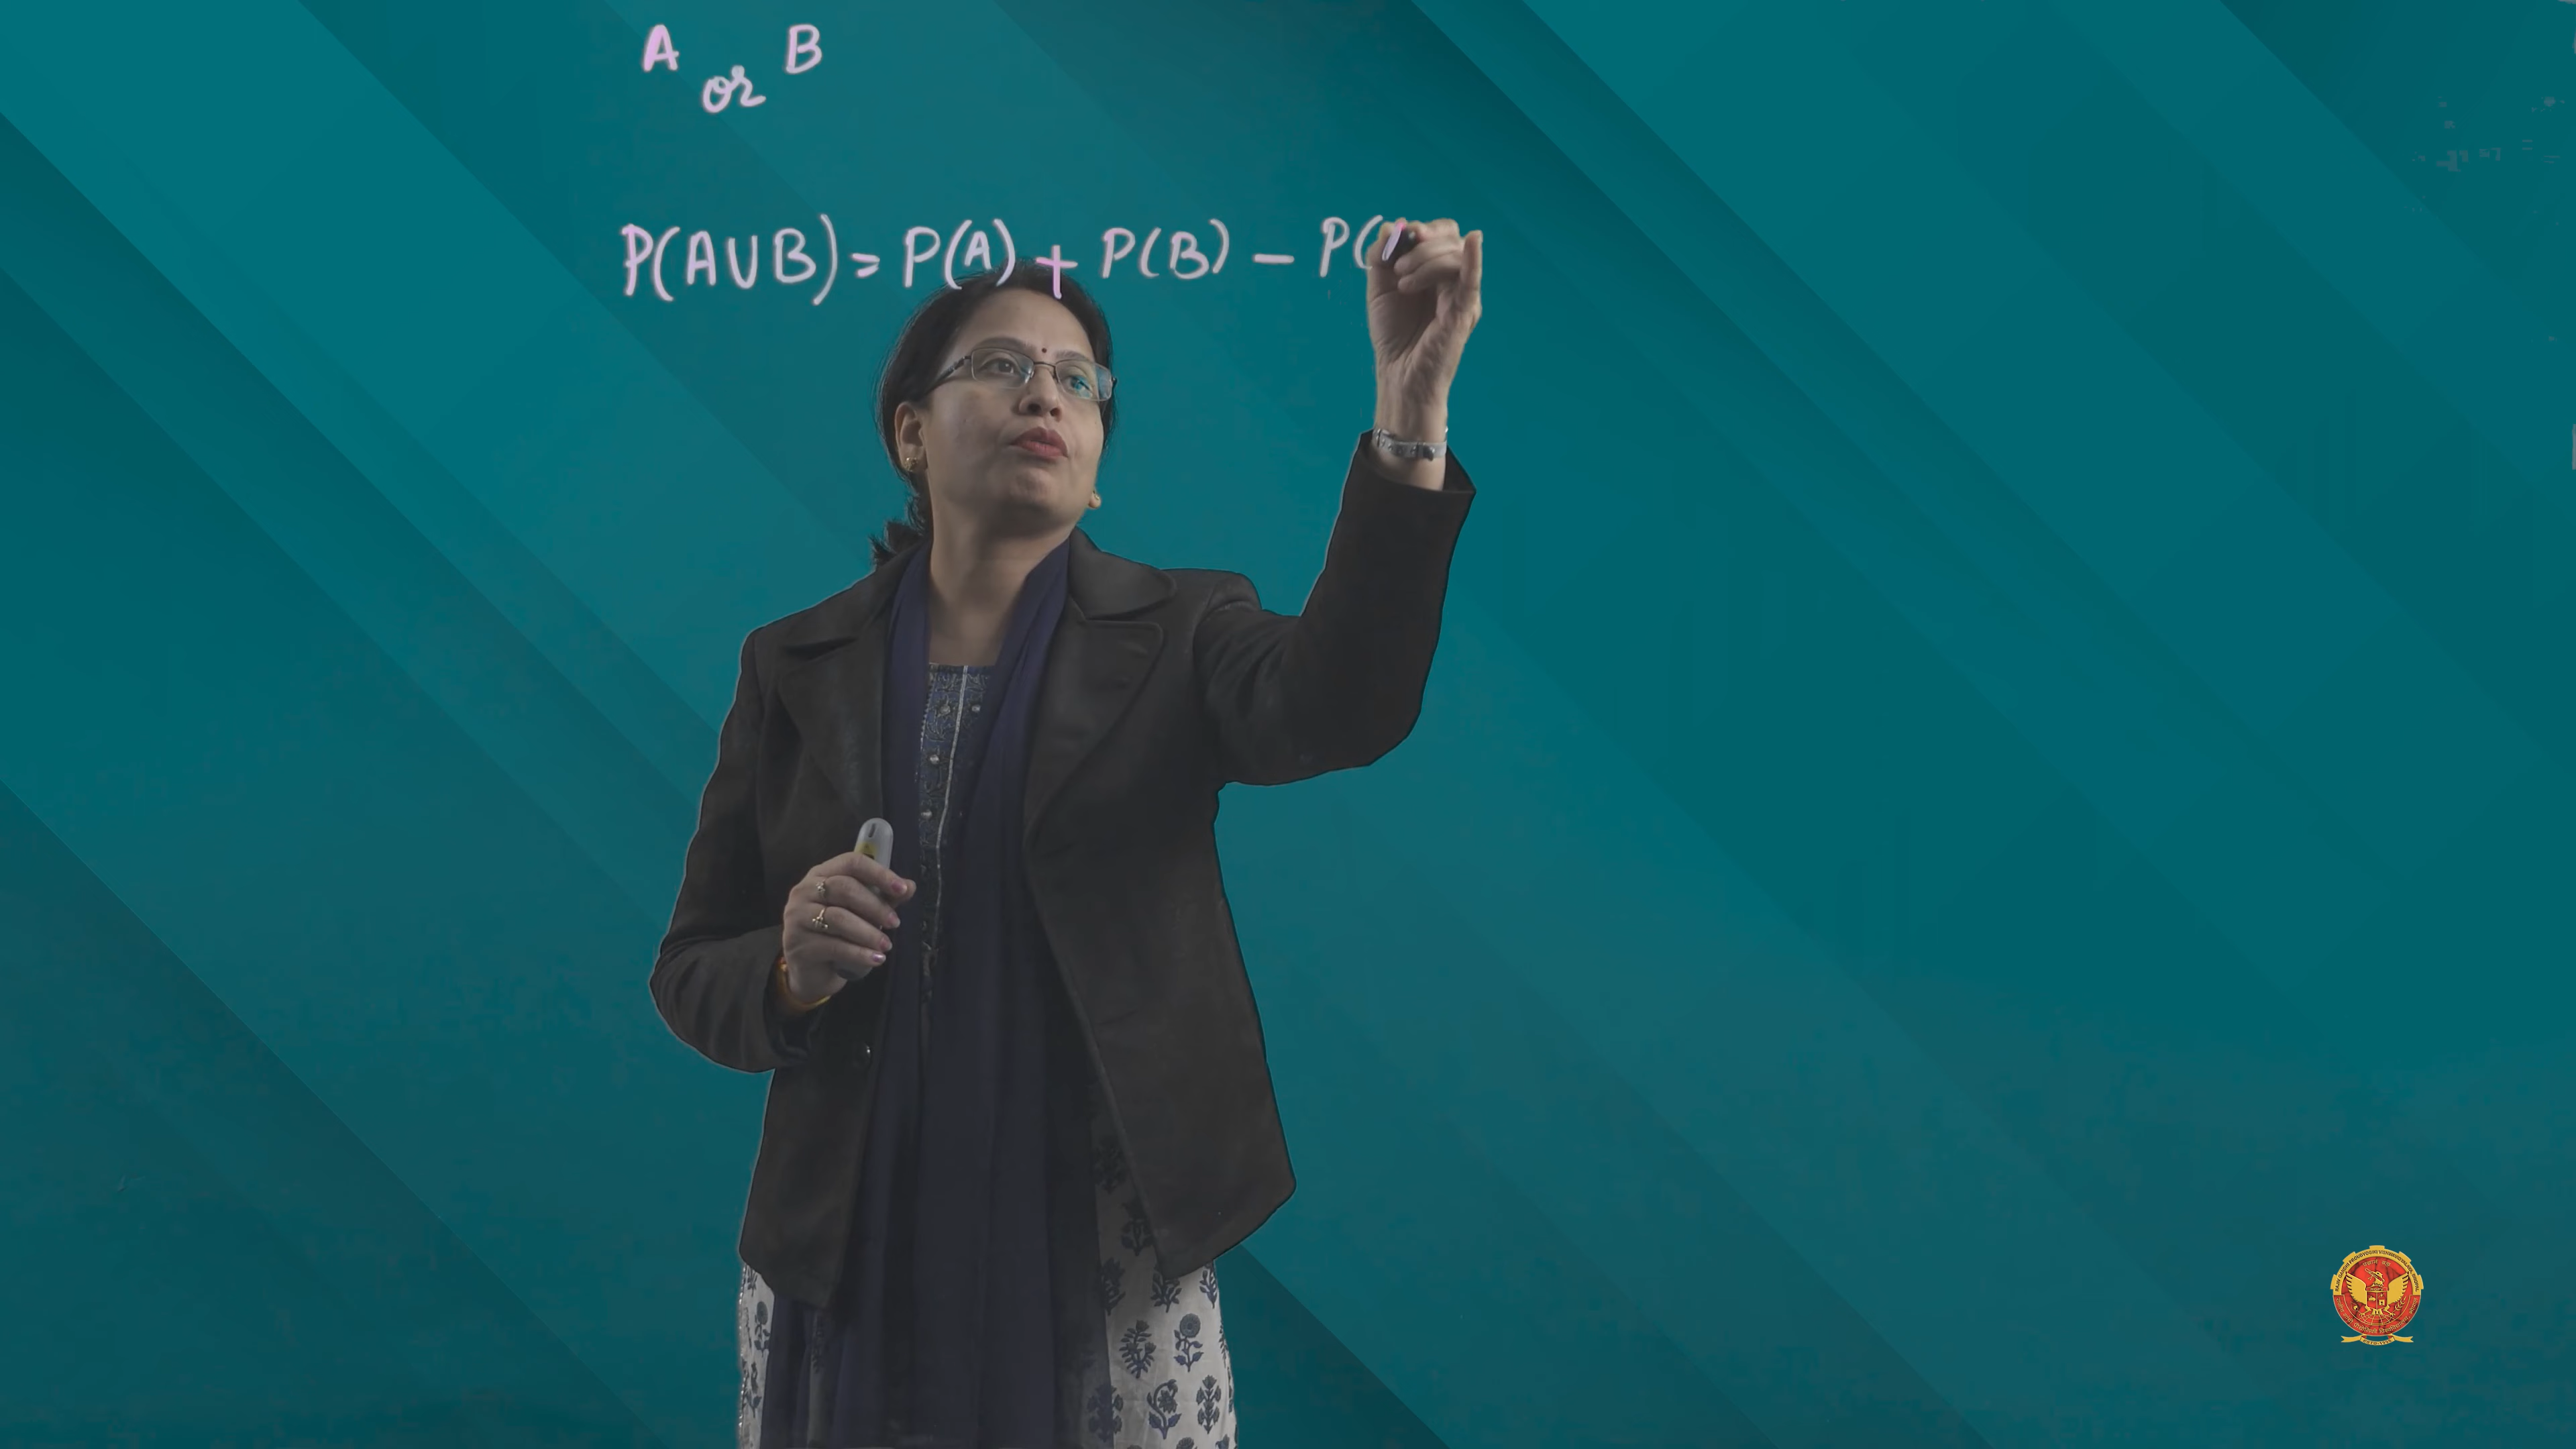 A or B
P(A∪B) = P(A) + P(B) − P(